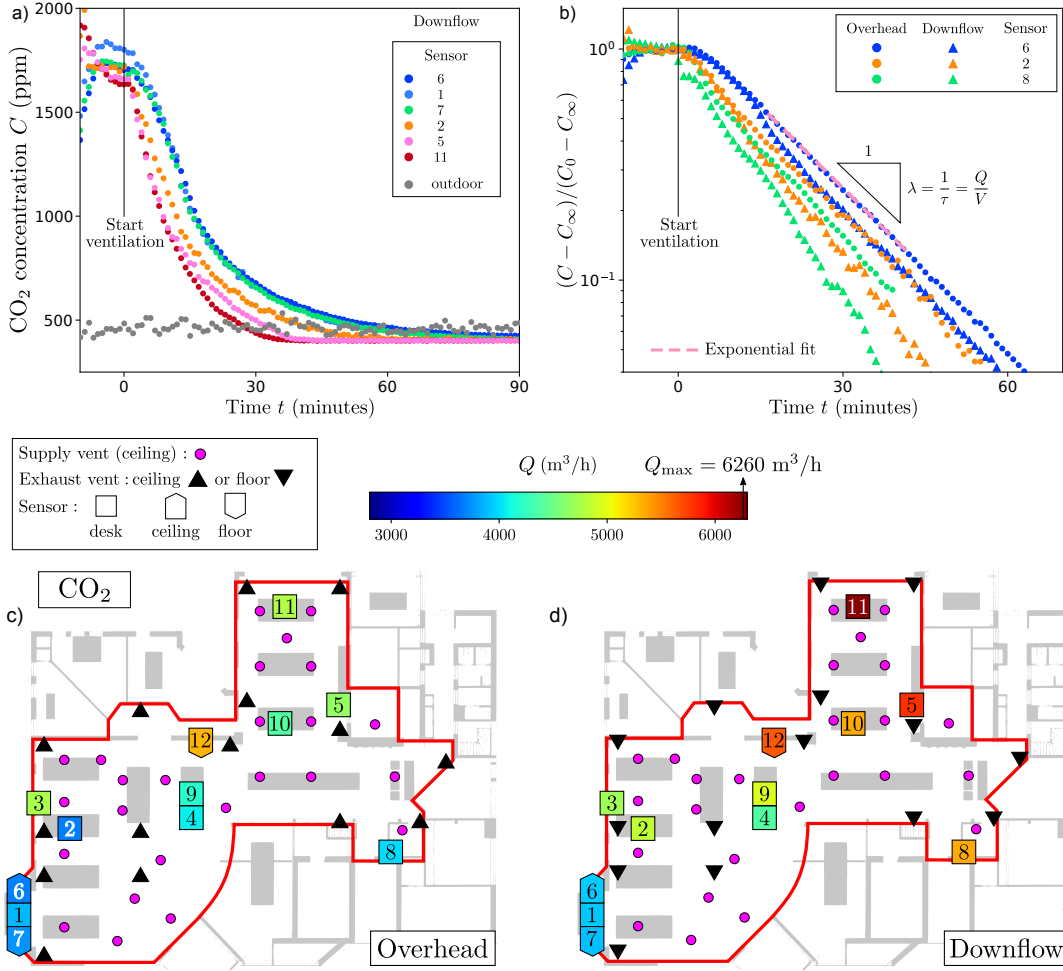 a)
2000
1500
1000
500
CO₂ concentration C (ppm)
Downflow
Sensor
6
1
7
2
5
11
outdoor
Start
ventilation
0
30
60
90
Time t (minutes)
b)
10⁰
10⁻¹
(C − C∞)/(C₀ − C∞)
Overhead Downflow Sensor
6
2
8
1
λ = 1/τ = Q/V
Start
ventilation
Exponential fit
0
30
60
Time t (minutes)
Supply vent (ceiling) :
Exhaust vent : ceiling or floor
Sensor :
desk ceiling floor
Q (m³/h) Qmax = 6260 m³/h
3000 4000 5000 6000
CO₂
c)
11
5
10
12
9
3
4
2
8
6
1
7
Overhead
d)
11
5
10
12
9
3
4
2
8
6
1
7
Downflow